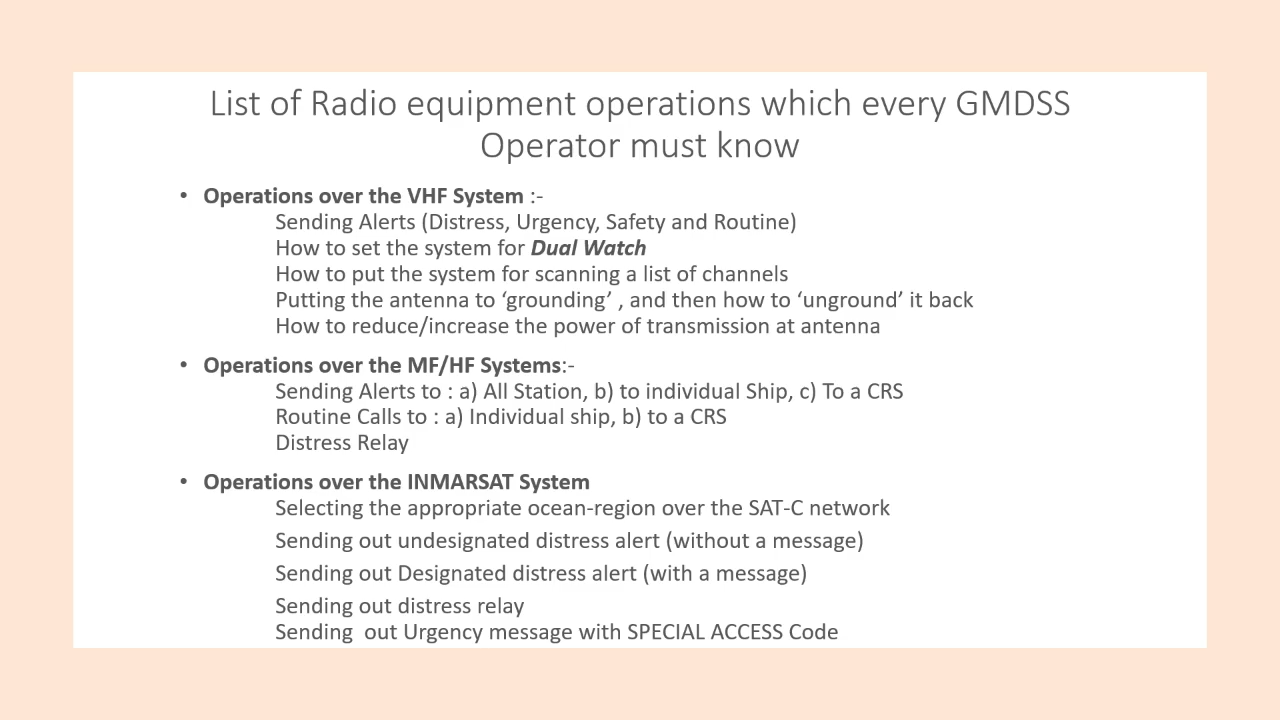 List of Radio equipment operations which every GMDSS
Operator must know
• Operations over the VHF System :-
Sending Alerts (Distress, Urgency, Safety and Routine)
How to set the system for Dual Watch
How to put the system for scanning a list of channels
Putting the antenna to ‘grounding’ , and then how to ‘unground’ it back
How to reduce/increase the power of transmission at antenna
• Operations over the MF/HF Systems:-
Sending Alerts to : a) All Station, b) to individual Ship, c) To a CRS
Routine Calls to : a) Individual ship, b) to a CRS
Distress Relay
• Operations over the INMARSAT System
Selecting the appropriate ocean-region over the SAT-C network
Sending out undesignated distress alert (without a message)
Sending out Designated distress alert (with a message)
Sending out distress relay
Sending  out Urgency message with SPECIAL ACCESS Code